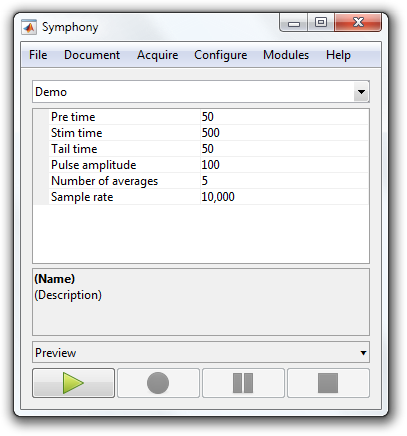 Symphony
File Document Acquire Configure Modules Help
Demo
Pre time 50
Stim time 500
Tail time 50
Pulse amplitude 100
Number of averages 5
Sample rate 10,000
(Name)
(Description)
Preview